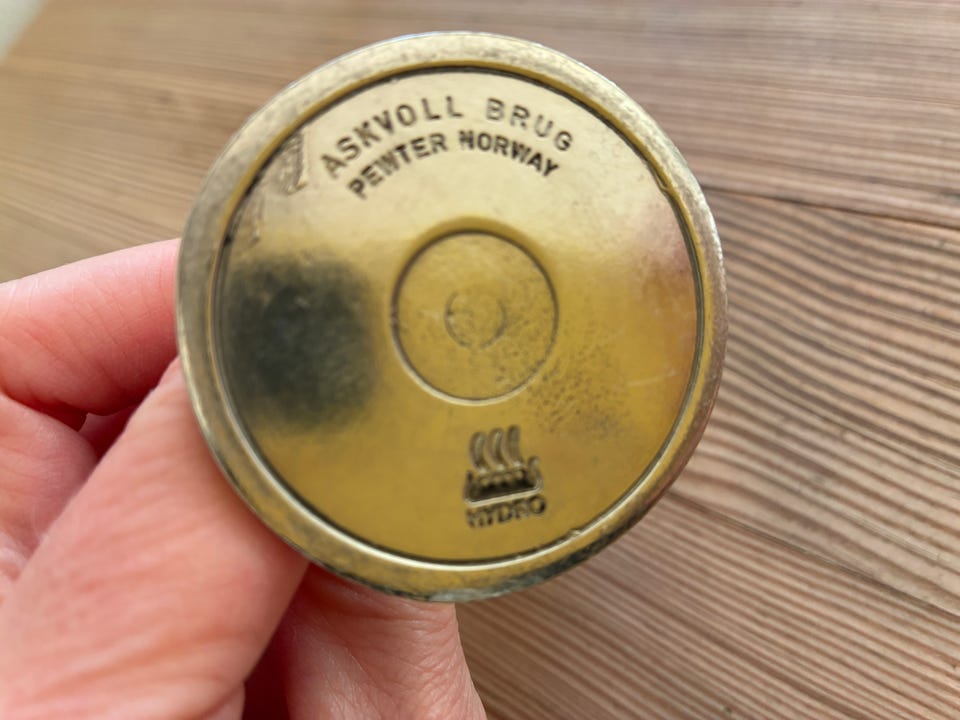 ASKVOLL BRUG
PEWTER NORWAY
HYDRO